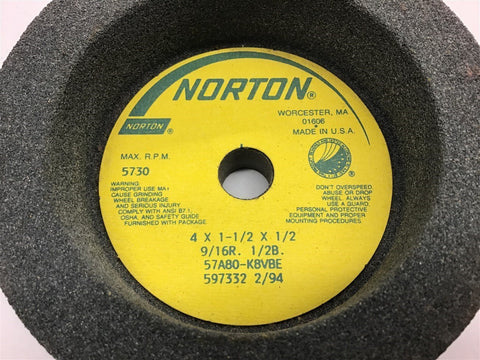 NORTON®
NORTON®
WORCESTER, MA
01606
MADE IN U.S.A.
MAX. R.P.M.
5730
WARNING
IMPROPER USE MAY
CAUSE GRINDING
WHEEL BREAKAGE
AND SERIOUS INJURY
COMPLY WITH ANSI B7.1,
OSHA, AND SAFETY GUIDE
FURNISHED WITH PACKAGE.
DON'T OVERSPEED,
ABUSE OR DROP
WHEEL. ALWAYS
USE A GUARD,
PERSONAL PROTECTIVE
EQUIPMENT AND PROPER
MOUNTING PROCEDURES.
4 X 1-1/2 X 1/2
9/16R. 1/2B.
57A80-K8VBE
597332 2/94